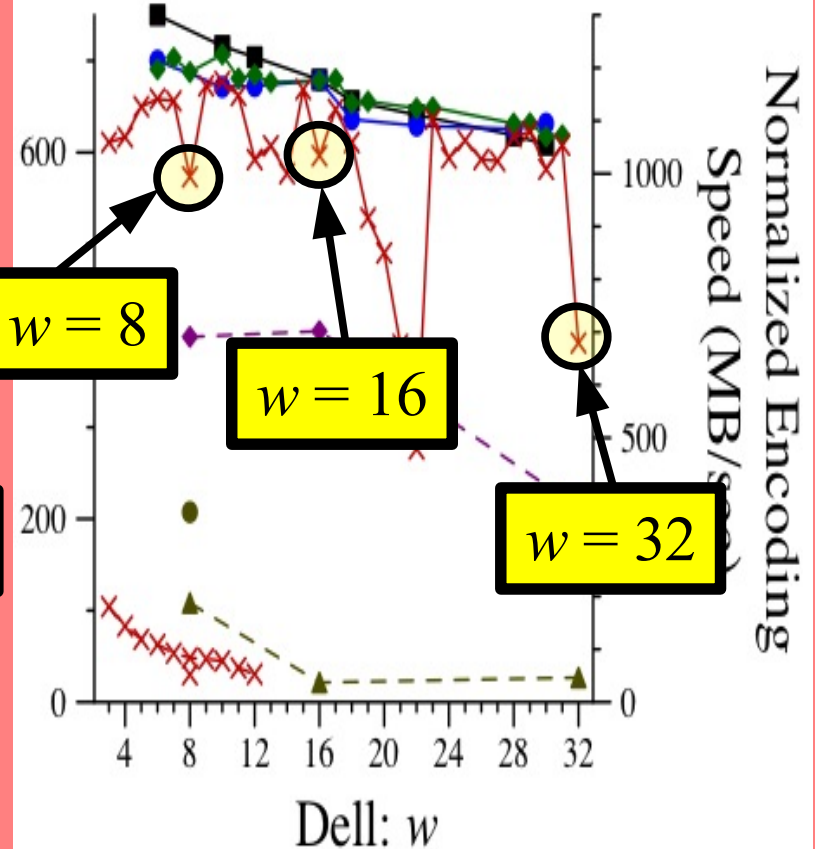 600
200
0
1000
500
0
w = 8
w = 16
w = 32
4 8 12 16 20 24 28 32
Dell: w
Normalized Encoding
Speed (MB/